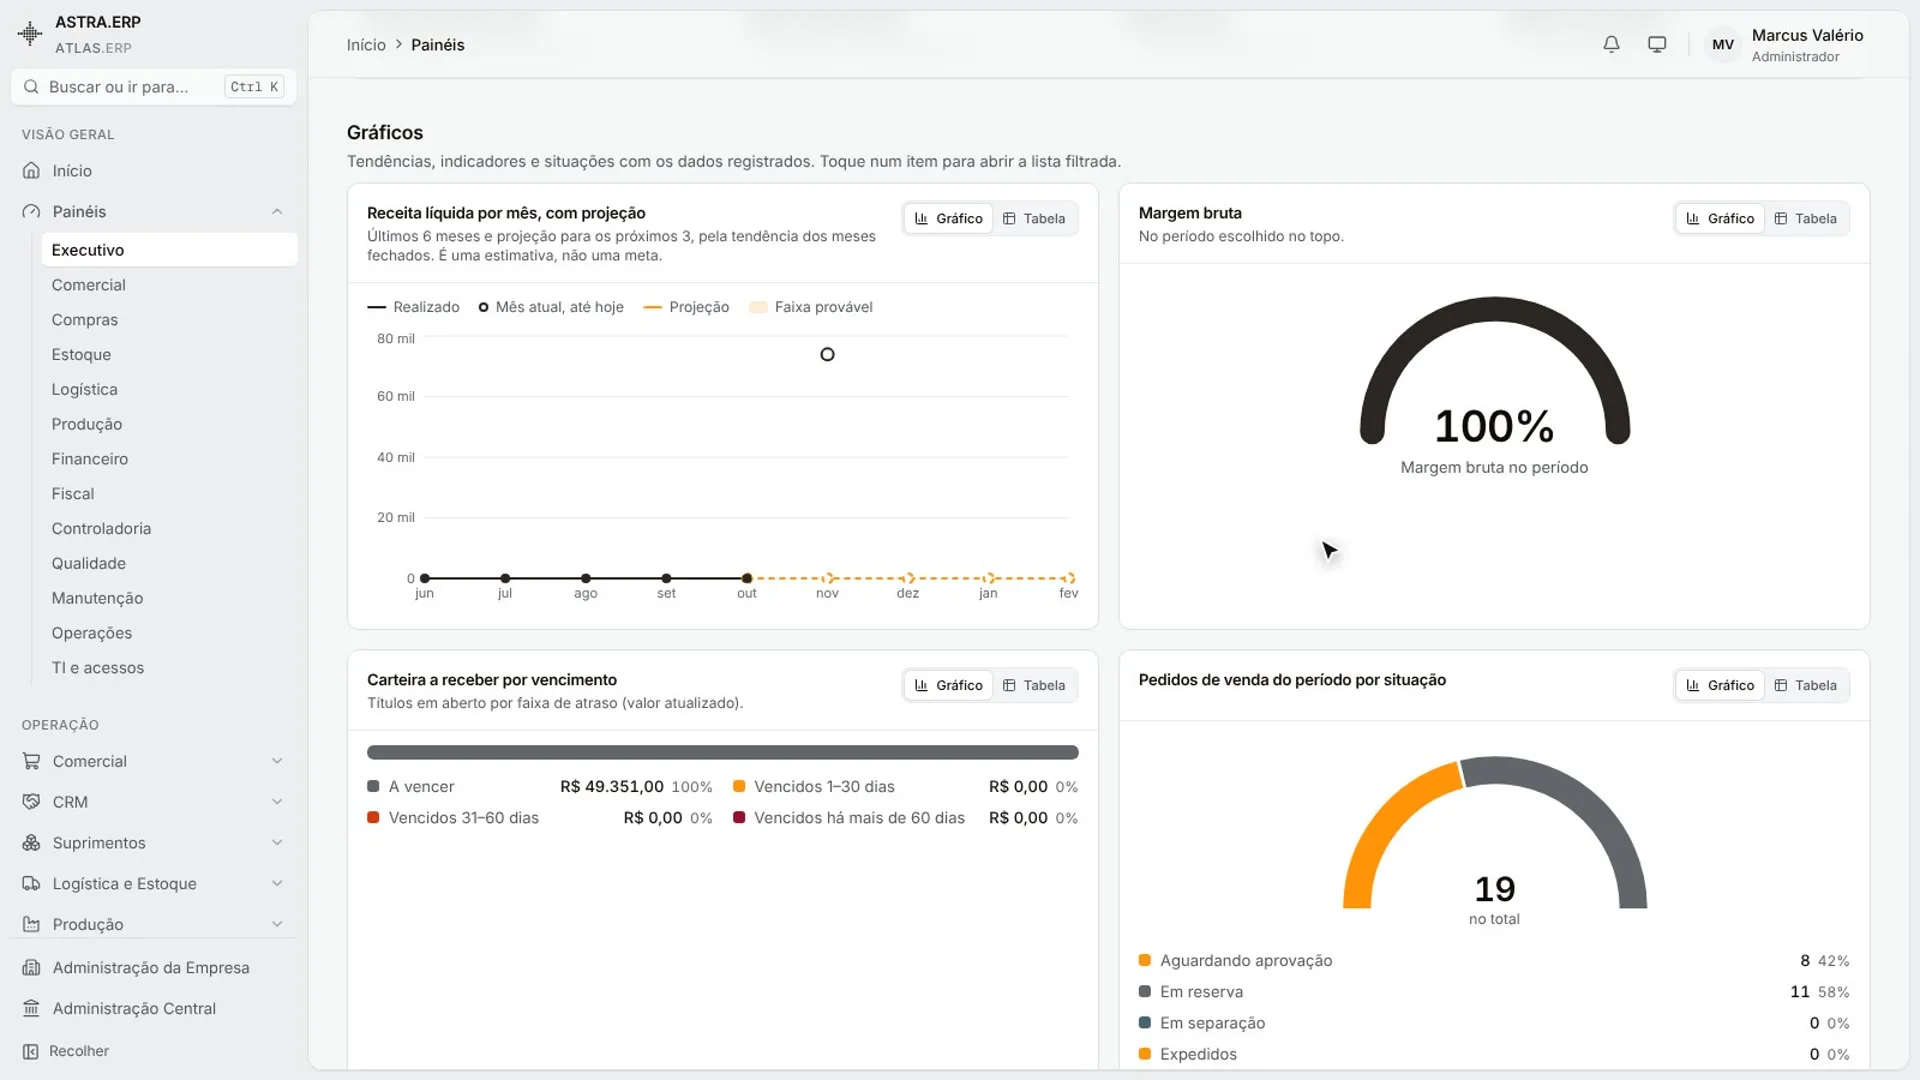 ASTRA.ERP
ATLAS.ERP
Buscar ou ir para...
Ctrl K
VISÃO GERAL
Início
Painéis
Executivo
Comercial
Compras
Estoque
Logística
Produção
Financeiro
Fiscal
Controladoria
Qualidade
Manutenção
Operações
TI e acessos
OPERAÇÃO
Comercial
CRM
Suprimentos
Logística e Estoque
Produção
Administração da Empresa
Administração Central
Recolher
Início > Painéis
MV
Marcus Valério
Administrador
Gráficos
Tendências, indicadores e situações com os dados registrados. Toque num item para abrir a lista filtrada.
Receita líquida por mês, com projeção
Últimos 6 meses e projeção para os próximos 3, pela tendência dos meses
fechados. É uma estimativa, não uma meta.
Gráfico Tabela
Realizado Mês atual, até hoje Projeção Faixa provável
80 mil
60 mil
40 mil
20 mil
0
jun jul ago set out nov dez jan fev
Margem bruta
No período escolhido no topo.
Gráfico Tabela
100%
Margem bruta no período
Carteira a receber por vencimento
Títulos em aberto por faixa de atraso (valor atualizado).
Gráfico Tabela
A vencer R$ 49.351,00 100% Vencidos 1–30 dias R$ 0,00 0%
Vencidos 31–60 dias R$ 0,00 0% Vencidos há mais de 60 dias R$ 0,00 0%
Pedidos de venda do período por situação
Gráfico Tabela
19
no total
Aguardando aprovação 8 42%
Em reserva 11 58%
Em separação 0 0%
Expedidos 0 0%